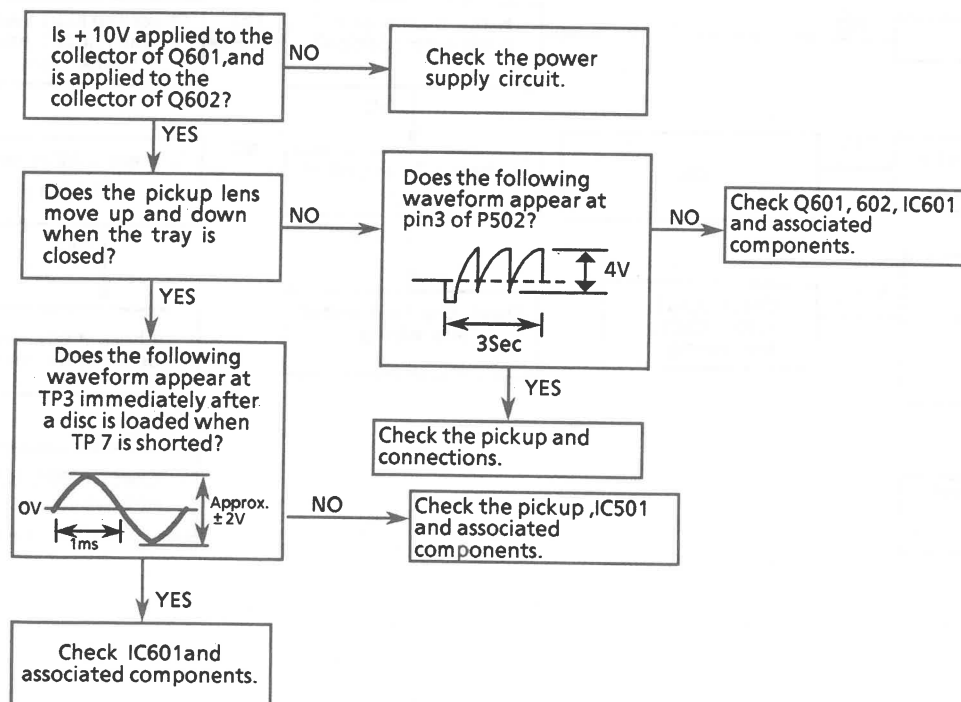 Is + 10V applied to the
collector of Q601,and
is applied to the
collector of Q602?
NO
Check the power
supply circuit.
YES
Does the pickup lens
move up and down
when the tray is
closed?
NO
Does the following
waveform appear at
pin3 of P502?
4V
3Sec
NO
Check Q601, 602, IC601
and associated
components.
YES
YES
Check the pickup and
connections.
Does the following
waveform appear at
TP3 immediately after
a disc is loaded when
TP 7 is shorted?
0V
1ms
Approx.
±2V
NO
Check the pickup ,IC501
and associated
components.
YES
Check IC601and
associated components.